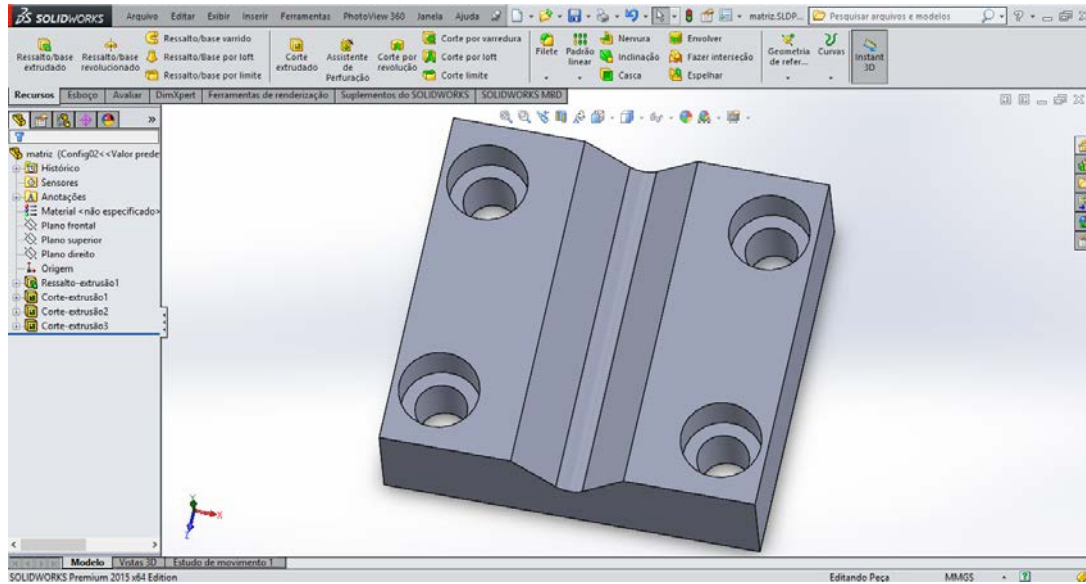 SOLIDWORKS Arquivo Editar Exibir Inserir Ferramentas PhotoView 360 Janela Ajuda matriz.SLDP... Pesquisar arquivos e modelos
Ressalto/base extrudado
Ressalto/base revolucionado
Ressalto/base varrido
Ressalto/Base por loft
Ressalto/base por limite
Corte extrudado
Assistente de Perfuração
Corte por revolução
Corte por varredura
Corte por loft
Corte limite
Filete
Padrão linear
Nervura
Inclinação
Casca
Envolver
Fazer interseção
Espelhar
Geometria de refer...
Curvas
Instant 3D
Recursos Esboço Avaliar DimXpert Ferramentas de renderização Suplementos do SOLIDWORKS SOLIDWORKS MBD
matriz (Config02<<Valor prede
Histórico
Sensores
Anotações
Material <não especificado>
Plano frontal
Plano superior
Plano direito
Origem
Ressalto-extrusão1
Corte-extrusão1
Corte-extrusão2
Corte-extrusão3
Y
X
Z
Modelo Vistas 3D Estudo de movimento 1
SOLIDWORKS Premium 2015 x64 Edition Editando Peça MMGS